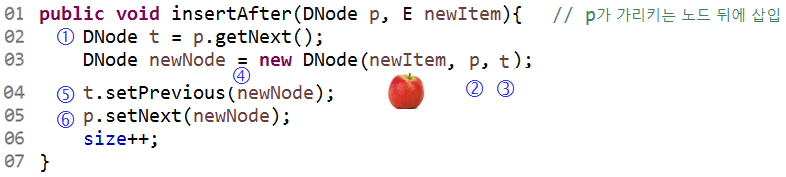 01 public void insertAfter(DNode p, E newItem){ // p가 가리키는 노드 뒤에 삽입
02 ① DNode t = p.getNext();
03 DNode newNode = new DNode(newItem, p, t);
④ ② ③
04 ⑤ t.setPrevious(newNode);
05 ⑥ p.setNext(newNode);
06 size++;
07 }